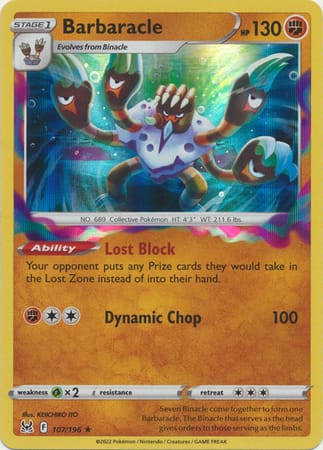 STAGE 1
Barbaracle
HP 130
Evolves from Binacle
NO. 689 Collective Pokémon HT: 4'3" WT: 211.6 lbs.
Ability Lost Block
Your opponent puts any Prize cards they would take
in the Lost Zone instead of into their hand.
Dynamic Chop 100
weakness ×2 resistance retreat
Seven Binacle come together to form one
Barbaracle. The Binacle that serves as the head
gives orders to those serving as the limbs.
Illus. KEIICHIRO ITO
F 107/196 ★
©2022 Pokémon / Nintendo / Creatures / GAME FREAK